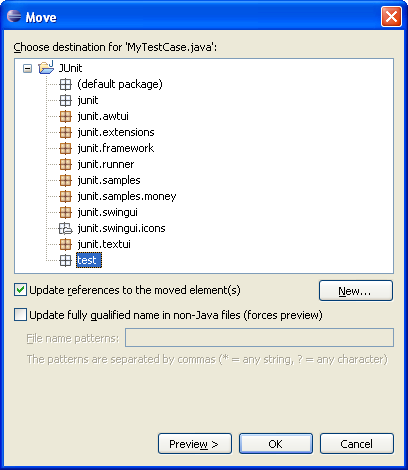 Move
Choose destination for 'MyTestCase.java':
JUnit
(default package)
junit
junit.awtui
junit.extensions
junit.framework
junit.runner
junit.samples
junit.samples.money
junit.swingui
junit.swingui.icons
junit.textui
test
Update references to the moved element(s)
New...
Update fully qualified name in non-Java files (forces preview)
File name patterns:
The patterns are separated by commas (* = any string, ? = any character)
Preview > OK Cancel